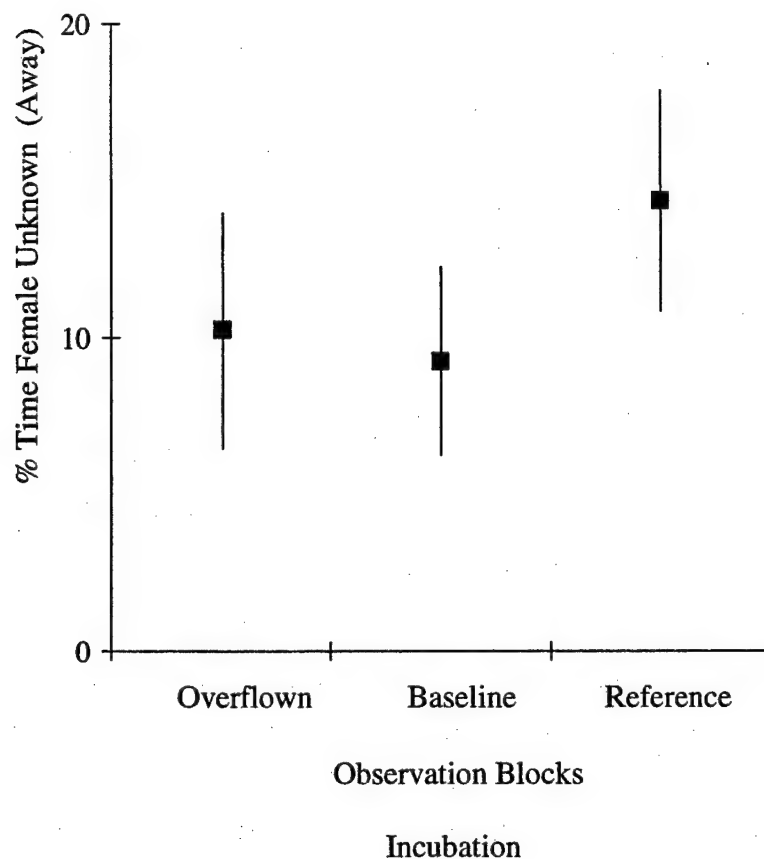 % Time Female Unknown (Away)
20
10
0
Overflown Baseline Reference
Observation Blocks
Incubation